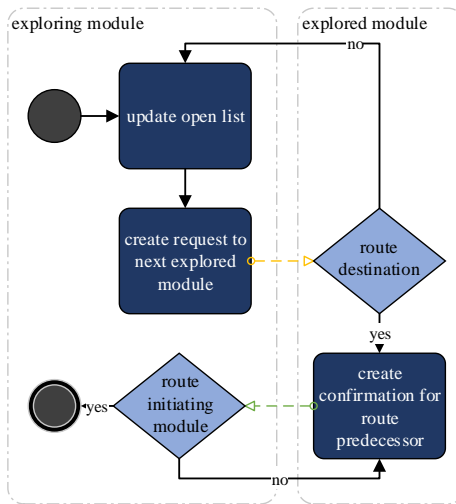 exploring module
explored module
no
update open list
create request to
next explored
module
route
destination
yes
route
initiating
module
yes
create
confirmation for
route
predecessor
no